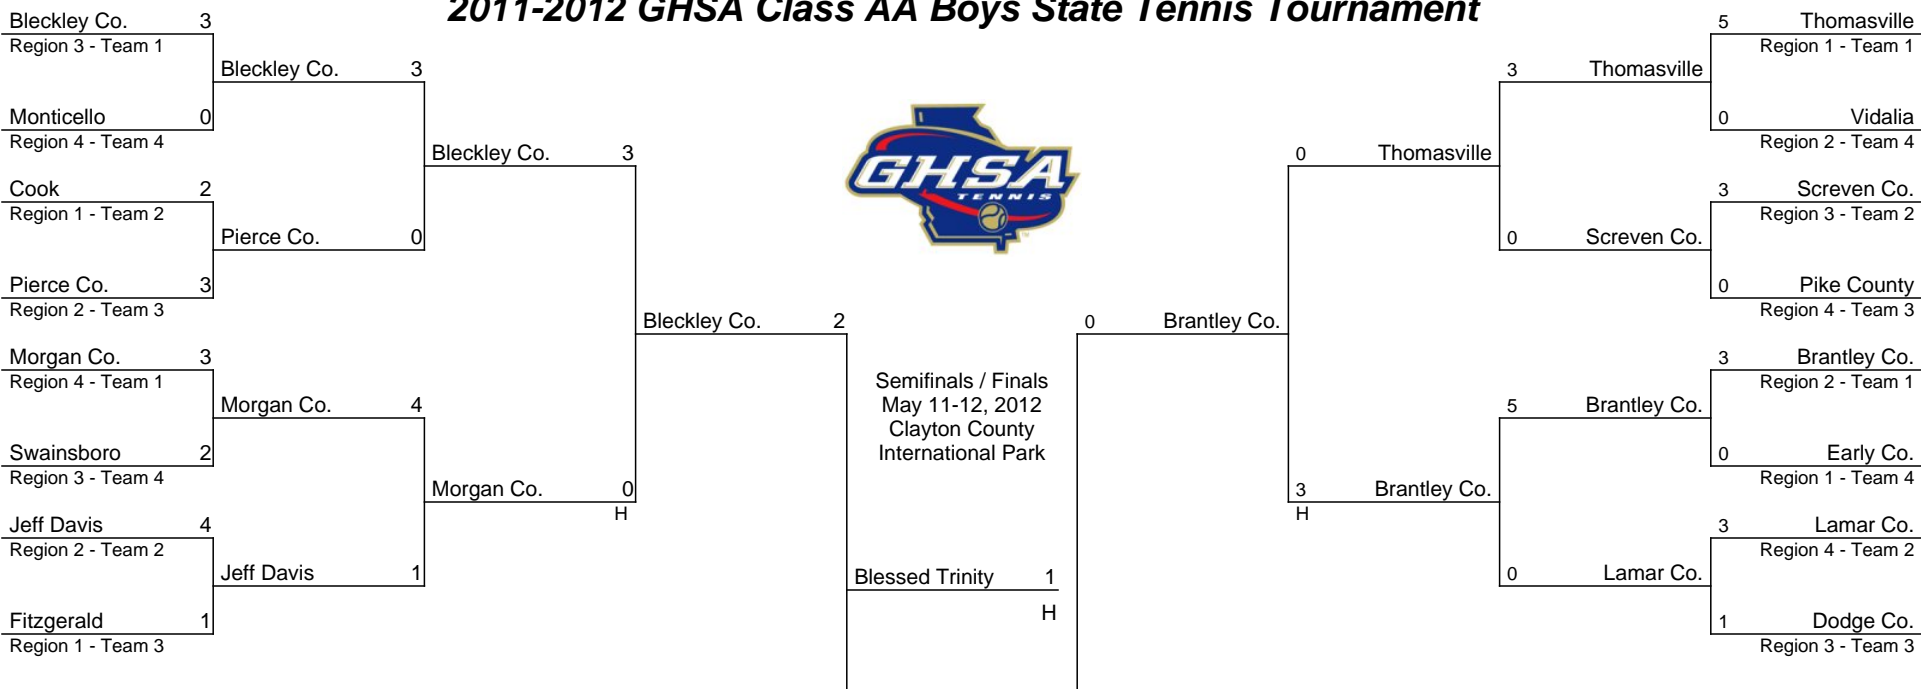 2011-2012 GHSA Class AA Boys State Tennis Tournament
Bleckley Co. 3
Region 3 - Team 1
Bleckley Co. 3
Monticello 0
Region 4 - Team 4
Bleckley Co. 3
Cook 2
Region 1 - Team 2
Pierce Co. 0
Pierce Co. 3
Region 2 - Team 3
Bleckley Co. 2
Morgan Co. 3
Region 4 - Team 1
Morgan Co. 4
Swainsboro 2
Region 3 - Team 4
Morgan Co. 0
H
Jeff Davis 4
Region 2 - Team 2
Jeff Davis 1
Fitzgerald 1
Region 1 - Team 3
GHSA
TENNIS
Semifinals / Finals
May 11-12, 2012
Clayton County
International Park
Blessed Trinity 1
H
5 Thomasville
Region 1 - Team 1
3 Thomasville
0 Vidalia
Region 2 - Team 4
0 Thomasville
3 Screven Co.
Region 3 - Team 2
0 Screven Co.
0 Pike County
Region 4 - Team 3
0 Brantley Co.
3 Brantley Co.
Region 2 - Team 1
5 Brantley Co.
0 Early Co.
Region 1 - Team 4
3 Brantley Co.
H
3 Lamar Co.
Region 4 - Team 2
0 Lamar Co.
1 Dodge Co.
Region 3 - Team 3